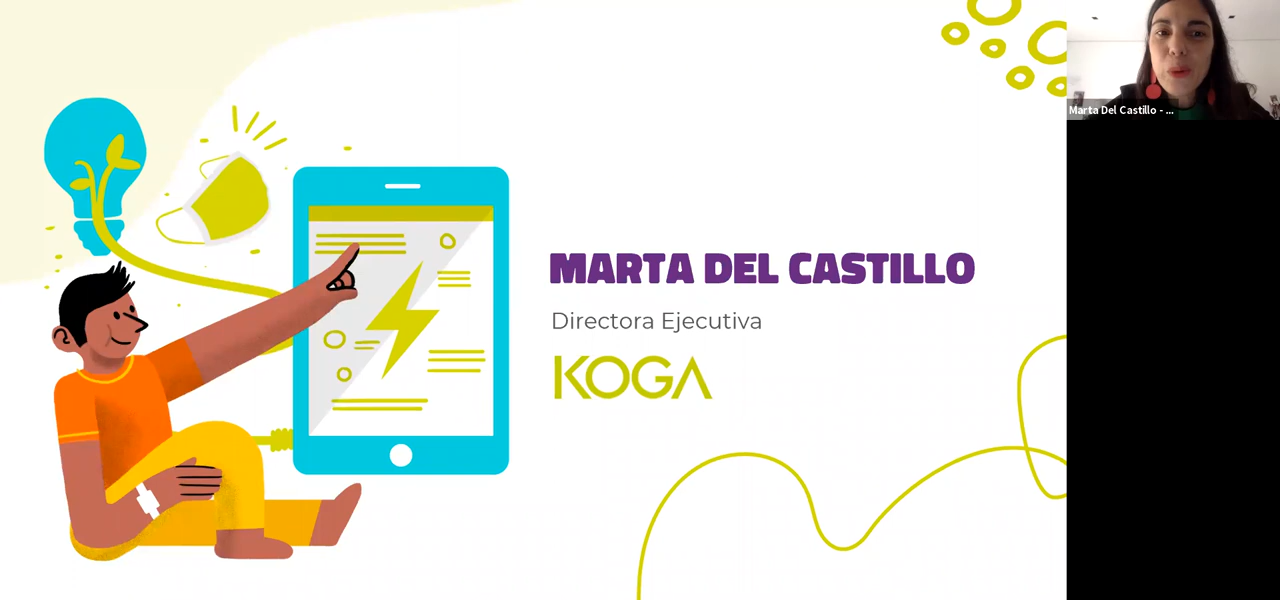 MARTA DEL CASTILLO
Directora Ejecutiva
KOGA
Marta Del Castillo - ...